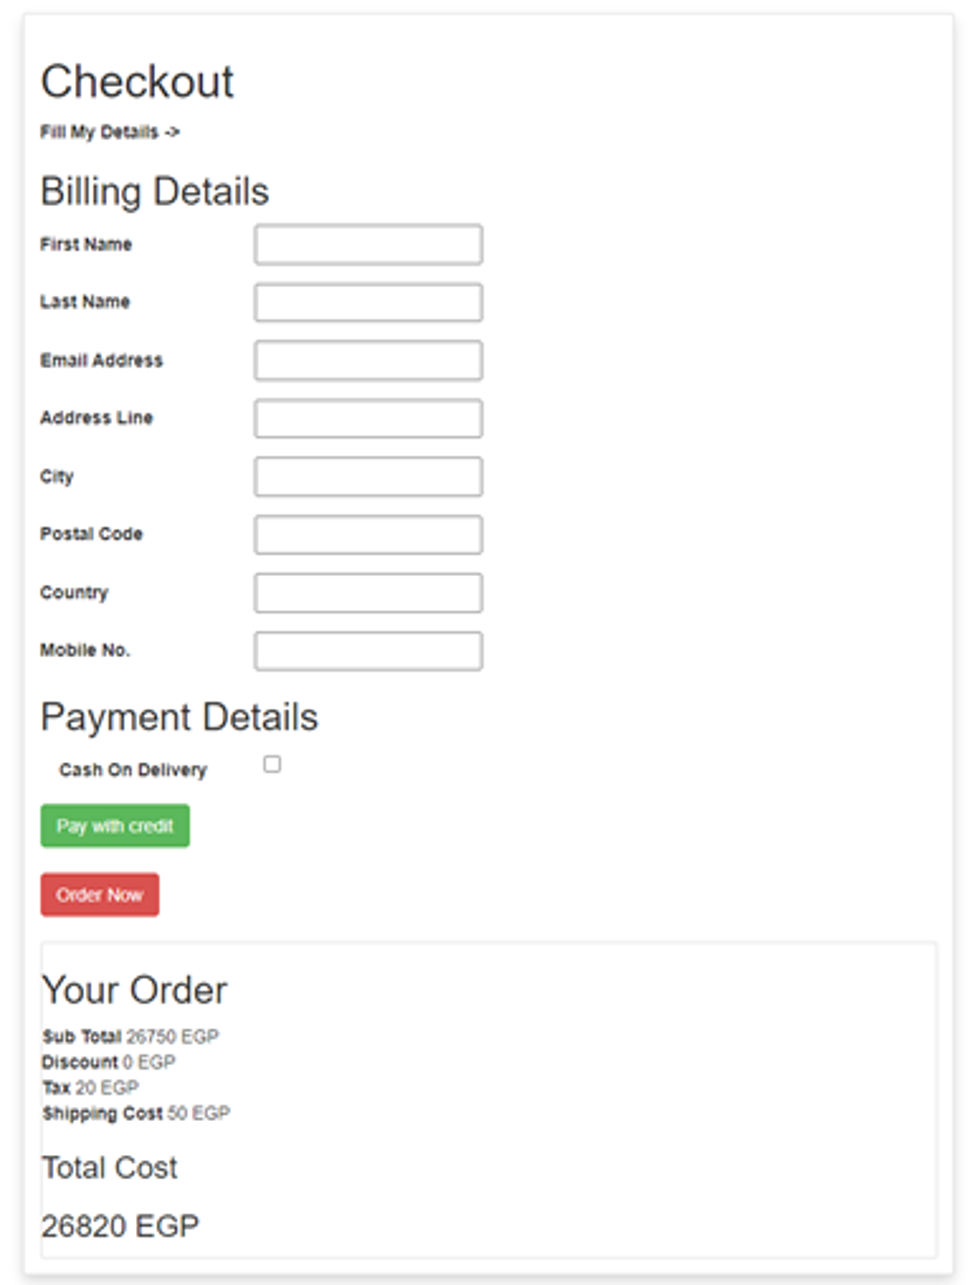 Checkout
Fill My Details ->
Billing Details
First Name
Last Name
Email Address
Address Line
City
Postal Code
Country
Mobile No.
Payment Details
Cash On Delivery
Pay with credit
Order Now
Your Order
Sub Total 26750 EGP
Discount 0 EGP
Tax 20 EGP
Shipping Cost 50 EGP
Total Cost
26820 EGP